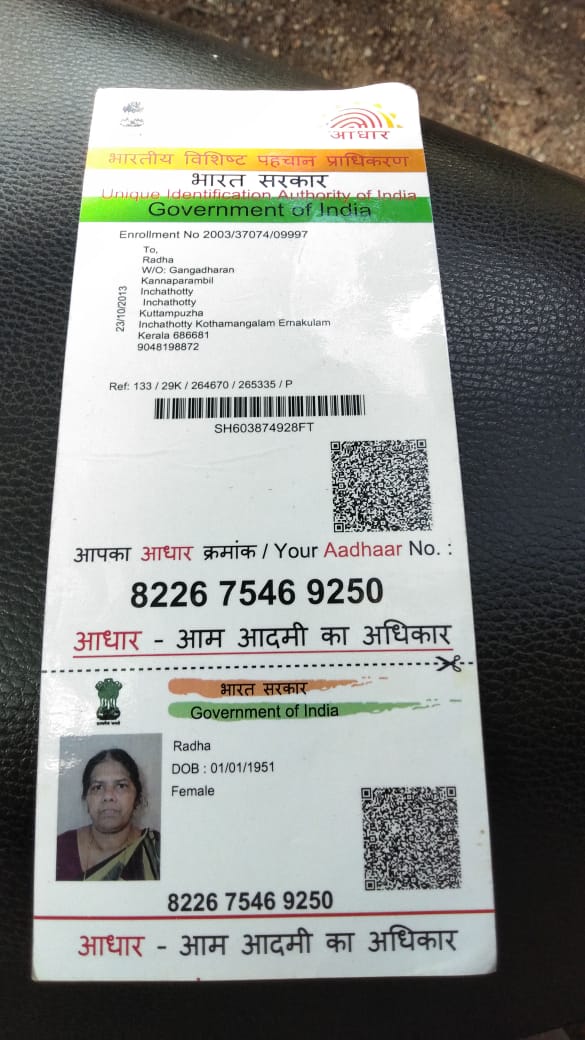 आधार
भारतीय विशिष्ट पहचान प्राधिकरण
भारत सरकार
Unique Identification Authority of India
Government of India
Enrollment No 2003/37074/09997
To,
Radha
W/O: Gangadharan
Kannaparambil
Inchathotty
Inchathotty
Kuttampuzha
Inchathotty Kothamangalam Ernakulam
Kerala 686681
9048198872
23/10/2013
Ref: 133 / 29K / 264670 / 265335 / P
SH603874928FT
आपका आधार क्रमांक / Your Aadhaar No. :
8226 7546 9250
आधार - आम आदमी का अधिकार
भारत सरकार
Government of India
Radha
DOB : 01/01/1951
Female
8226 7546 9250
आधार - आम आदमी का अधिकार